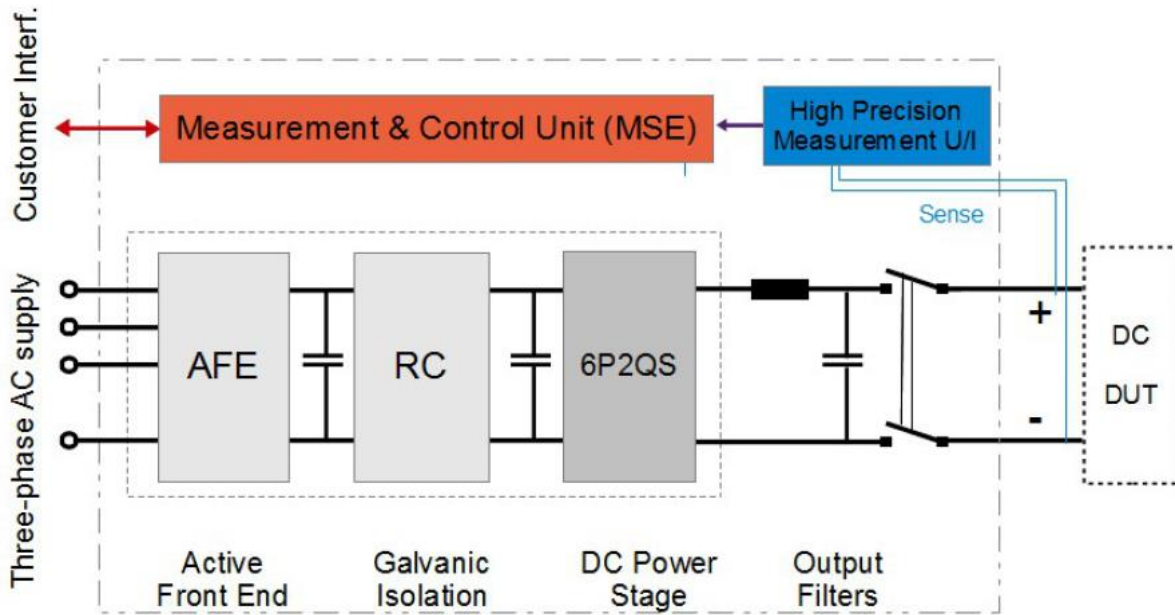 Customer Interf.
Measurement & Control Unit (MSE)
High Precision
Measurement U/I
Sense
Three-phase AC supply
AFE
RC
6P2QS
+
-
DC
DUT
Active
Front End
Galvanic
Isolation
DC Power
Stage
Output
Filters